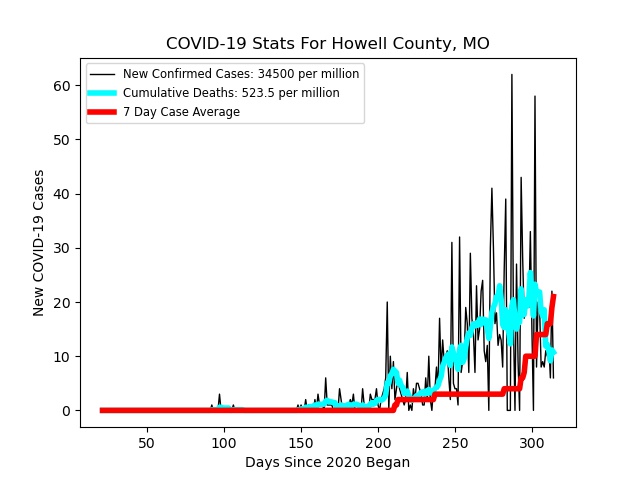 COVID-19 Stats For Howell County, MO
New Confirmed Cases: 34500 per million
Cumulative Deaths: 523.5 per million
7 Day Case Average
New COVID-19 Cases
60
50
40
30
20
10
0
50 100 150 200 250 300
Days Since 2020 Began